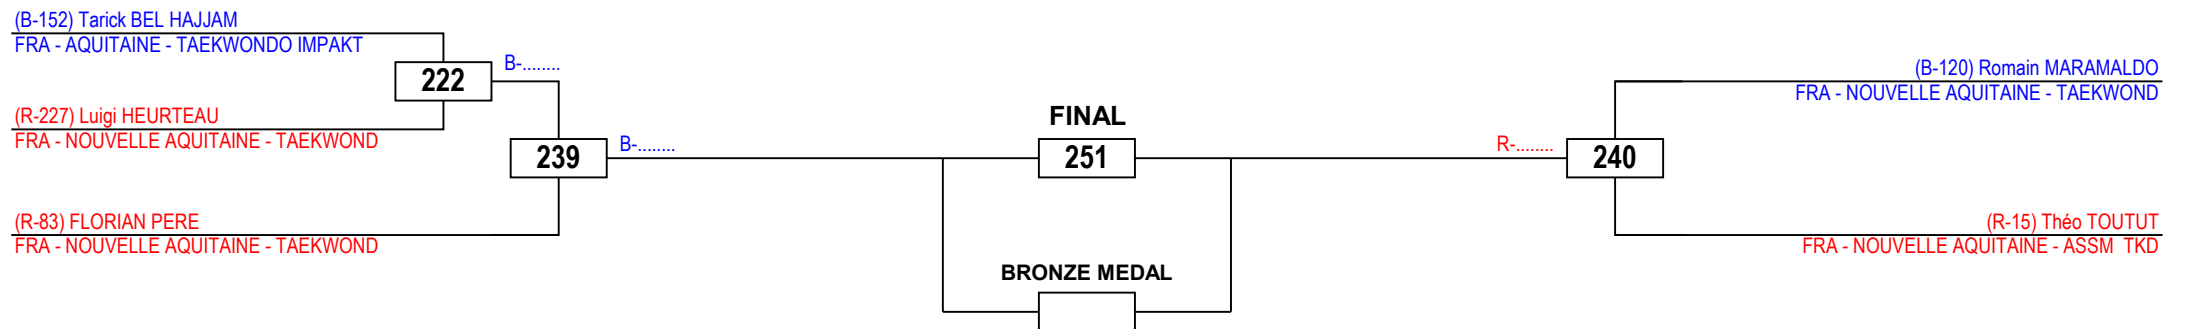 (B-152) Tarick BEL HAJJAM
FRA - AQUITAINE - TAEKWONDO IMPAKT
222
B-........
(R-227) Luigi HEURTEAU
FRA - NOUVELLE AQUITAINE - TAEKWOND
239
B-........
(R-83) FLORIAN PERE
FRA - NOUVELLE AQUITAINE - TAEKWOND
FINAL
251
BRONZE MEDAL
R-........
240
(B-120) Romain MARAMALDO
FRA - NOUVELLE AQUITAINE - TAEKWOND
(R-15) Théo TOUTUT
FRA - NOUVELLE AQUITAINE - ASSM  TKD